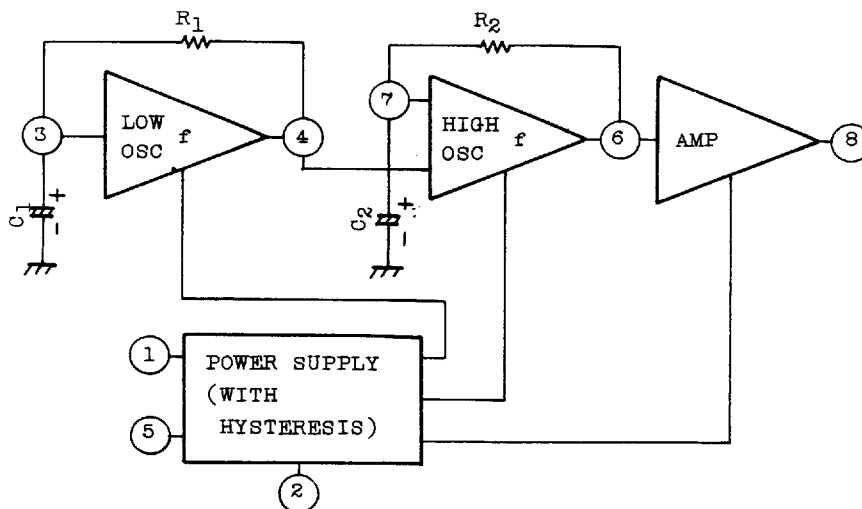 R1
R2
3
LOW
OSC f
4
7
HIGH
OSC f
6
AMP
8
C1
+
-
C2
+
-
1
POWER SUPPLY
(WITH
HYSTERESIS)
5
2